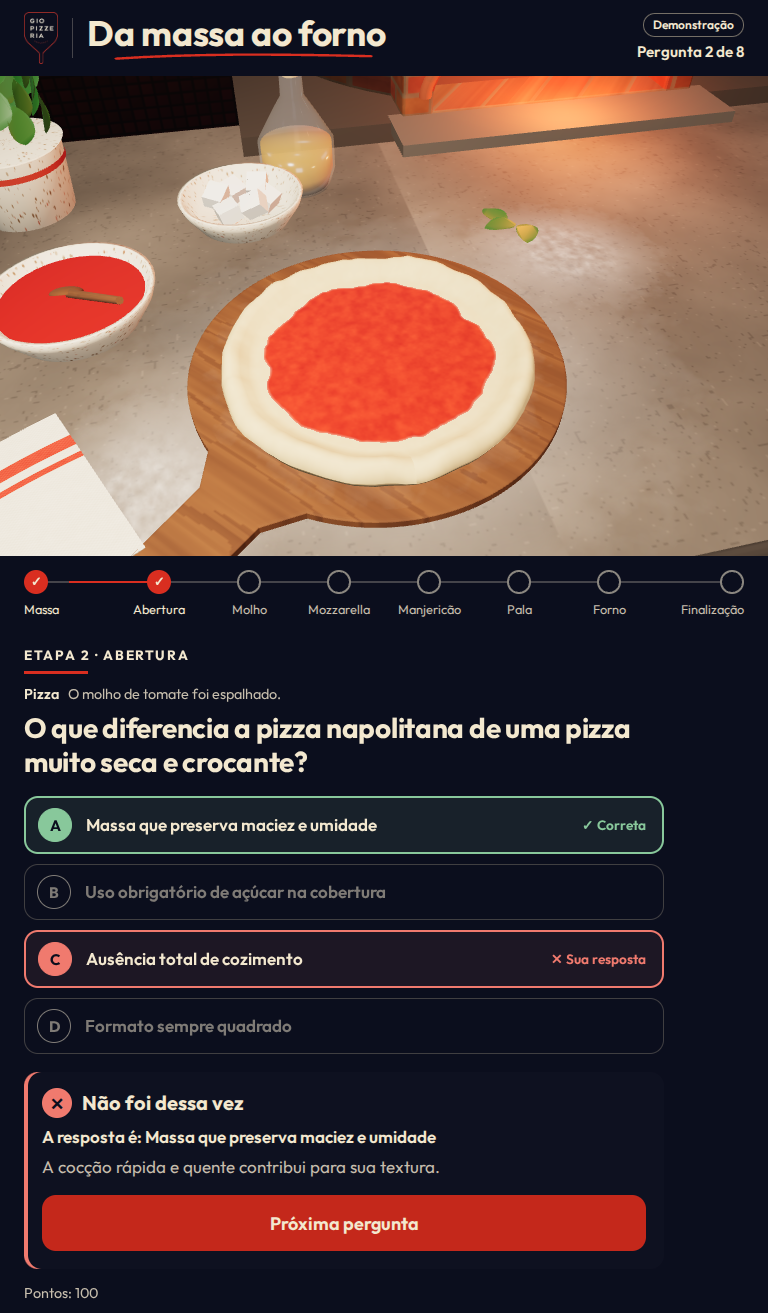 GIO
PIZZE
RIA
Da massa ao forno
Demonstração
Pergunta 2 de 8
✓ ✓
Massa Abertura Molho Mozzarella Manjericão Pala Forno Finalização
ETAPA 2 · ABERTURA
Pizza O molho de tomate foi espalhado.
O que diferencia a pizza napolitana de uma pizza
muito seca e crocante?
A Massa que preserva maciez e umidade ✓ Correta
B Uso obrigatório de açúcar na cobertura
C Ausência total de cozimento ✕ Sua resposta
D Formato sempre quadrado
✕ Não foi dessa vez
A resposta é: Massa que preserva maciez e umidade
A cocção rápida e quente contribui para sua textura.
Próxima pergunta
Pontos: 100